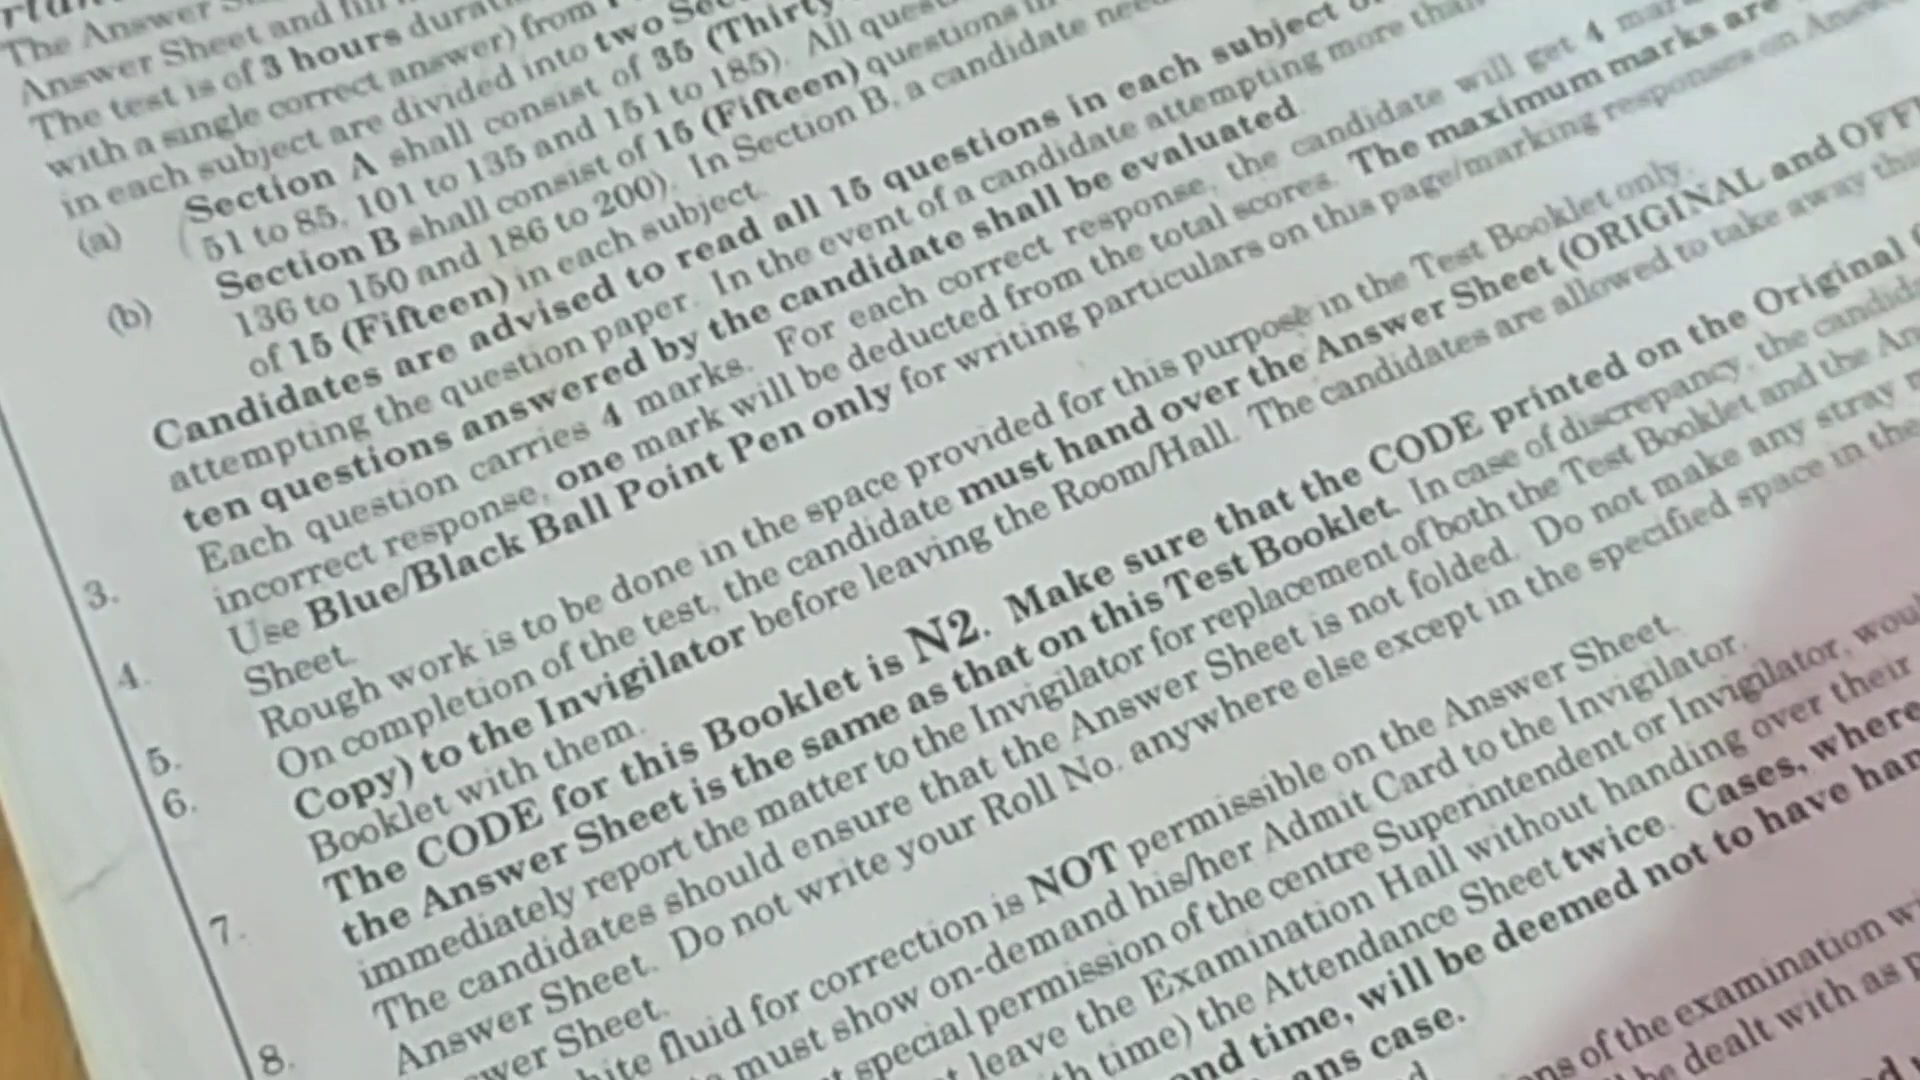 The Answer
Answer Sheet and fill
The test is of 3 hours
with a single correct answer) from
in each subject are divided into two
(a) Section A shall consist of 35 (Thirty
51 to 85, 101 to 135 and 151 to 185). All
(b) Section B shall consist of 15 (Fifteen) questions
136 to 150 and 186 to 200). In Section B, a candidate
of 15 (Fifteen) in each subject.
Candidates are advised to read all 15 questions in each subject
attempting the question paper. In the event of a candidate attempting more than
ten questions answered by the candidate shall be evaluated.
3. Each question carries 4 marks. For each correct response, the candidate will get 4
incorrect response, one mark will be deducted from the total scores. The maximum marks are
4. Use Blue/Black Ball Point Pen only for writing particulars on this page/marking responses on
Sheet.
5. Rough work is to be done in the space provided for this purpose in the Test Booklet only.
6. On completion of the test, the candidate must hand over the Answer Sheet (ORIGINAL and
Copy) to the Invigilator before leaving the Room/Hall. The candidates are allowed to take away
Booklet with them.
7. The CODE for this Booklet is N2. Make sure that the CODE printed on the Original
the Answer Sheet is the same as that on this Test Booklet. In case of discrepancy, the
immediately report the matter to the Invigilator for replacement of both the Test Booklet and the
8. The candidates should ensure that the Answer Sheet is not folded. Do not make any stray
Answer Sheet. Do not write your Roll No. anywhere else except in the specified space in the
Sheet.
fluid for correction is NOT permissible on the Answer Sheet.
must show on-demand his/her Admit Card to the Invigilator.
special permission of the centre Superintendent or Invigilator,
leave the Examination Hall without handing over their
time) the Attendance Sheet twice. Cases, where
time, will be deemed not to have
case.
of the examination
be dealt with as